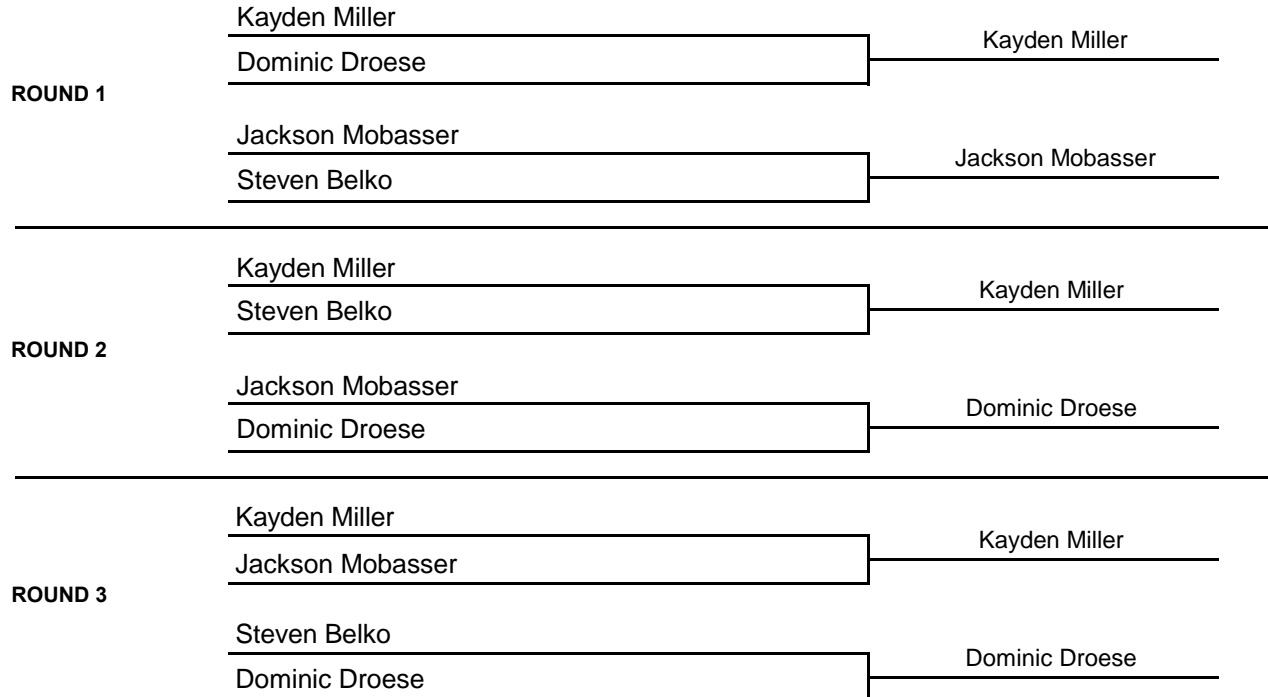 Kayden Miller
Kayden Miller
Dominic Droese
ROUND 1
Jackson Mobasser
Jackson Mobasser
Steven Belko
Kayden Miller
Kayden Miller
Steven Belko
ROUND 2
Jackson Mobasser
Dominic Droese
Dominic Droese
Kayden Miller
Kayden Miller
Jackson Mobasser
ROUND 3
Steven Belko
Dominic Droese
Dominic Droese